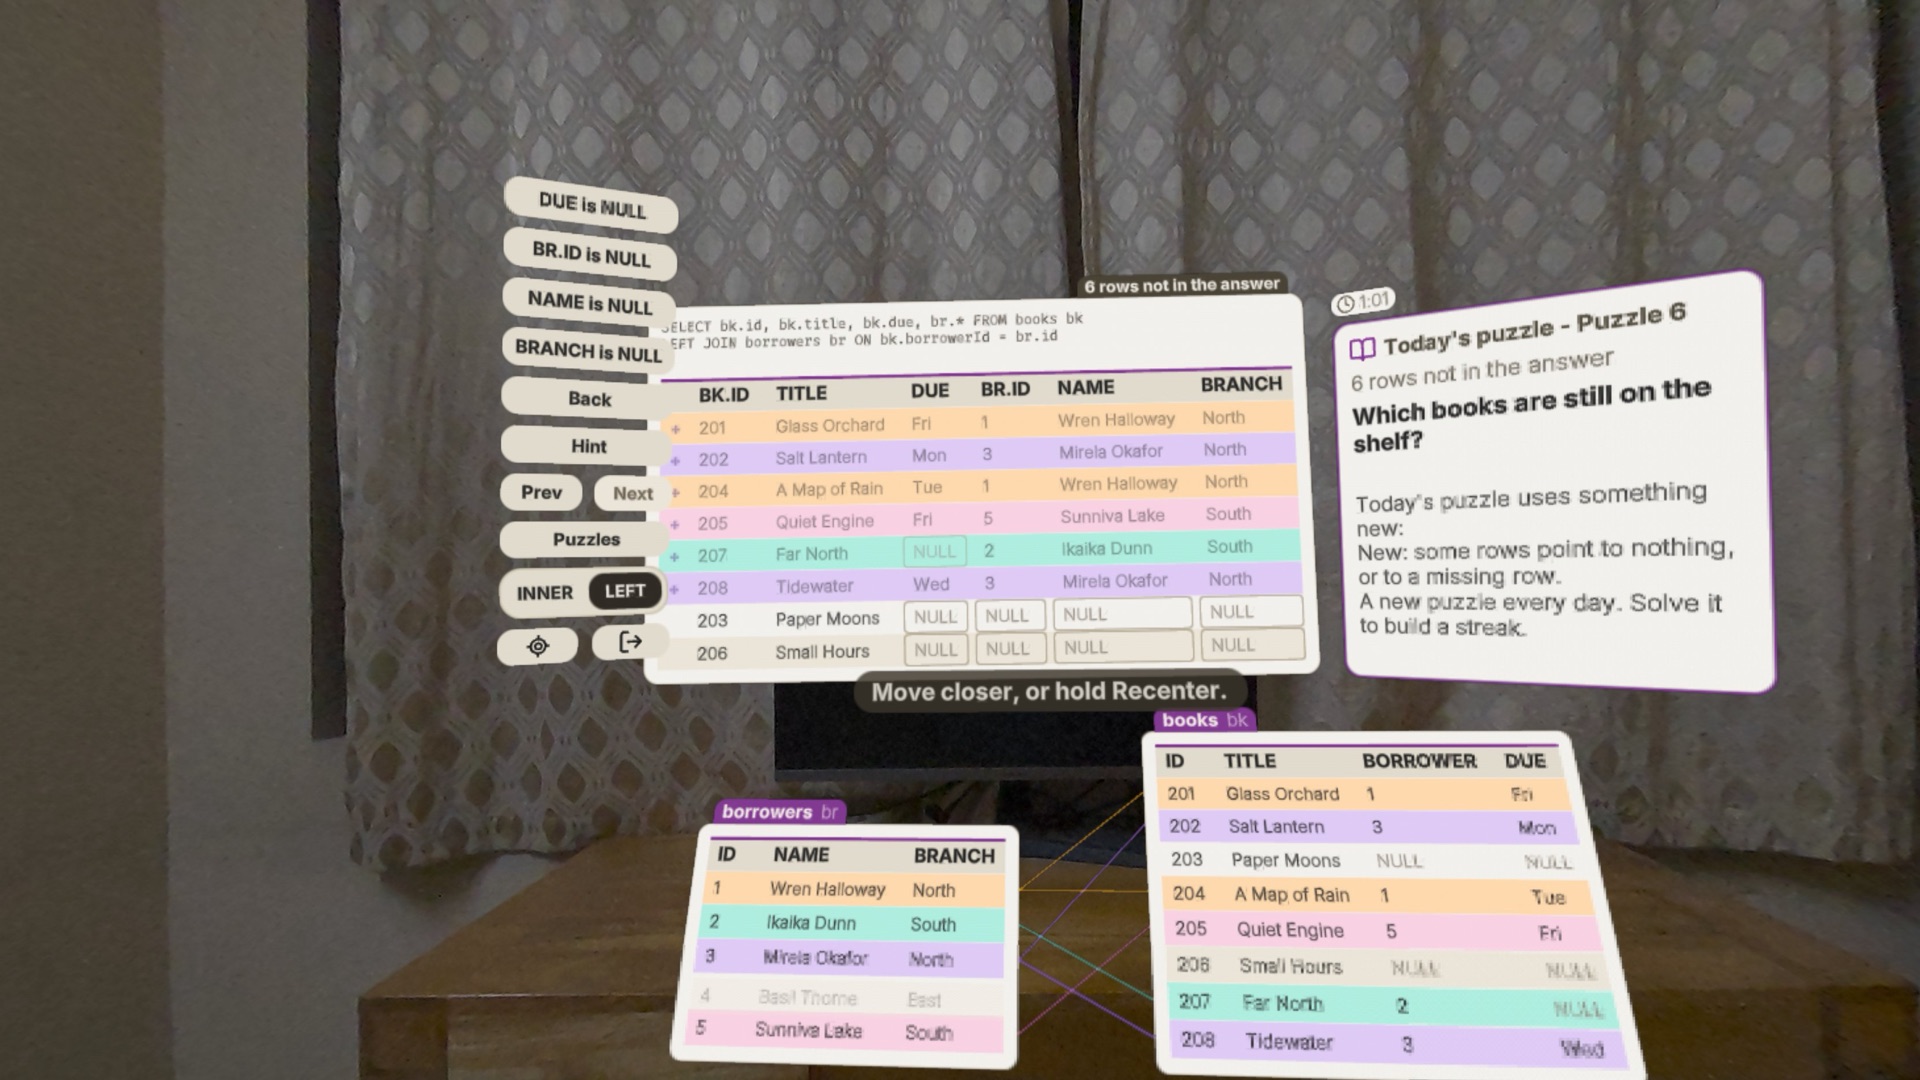 DUE is NULL
BR.ID is NULL
NAME is NULL
BRANCH is NULL
Back
Hint
Prev Next
Puzzles
INNER LEFT
6 rows not in the answer
SELECT bk.id, bk.title, bk.due, br.* FROM books bk
LEFT JOIN borrowers br ON bk.borrowerId = br.id
BK.ID TITLE DUE BR.ID NAME BRANCH
+ 201 Glass Orchard Fri 1 Wren Halloway North
+ 202 Salt Lantern Mon 3 Mirela Okafor North
+ 204 A Map of Rain Tue 1 Wren Halloway North
+ 205 Quiet Engine Fri 5 Sunniva Lake South
+ 207 Far North NULL 2 Ikaika Dunn South
+ 208 Tidewater Wed 3 Mirela Okafor North
203 Paper Moons NULL NULL NULL NULL
206 Small Hours NULL NULL NULL NULL
Move closer, or hold Recenter.
1:01
Today's puzzle - Puzzle 6
6 rows not in the answer
Which books are still on the
shelf?
Today's puzzle uses something
new:
New: some rows point to nothing,
or to a missing row.
A new puzzle every day. Solve it
to build a streak.
borrowers br
ID NAME BRANCH
1 Wren Halloway North
2 Ikaika Dunn South
3 Mirela Okafor North
4 Basil Thorne East
5 Sunniva Lake South
books bk
ID TITLE BORROWER DUE
201 Glass Orchard 1 Fri
202 Salt Lantern 3 Mon
203 Paper Moons NULL NULL
204 A Map of Rain 1 Tue
205 Quiet Engine 5 Fri
206 Small Hours NULL NULL
207 Far North 2 NULL
208 Tidewater 3 Wed